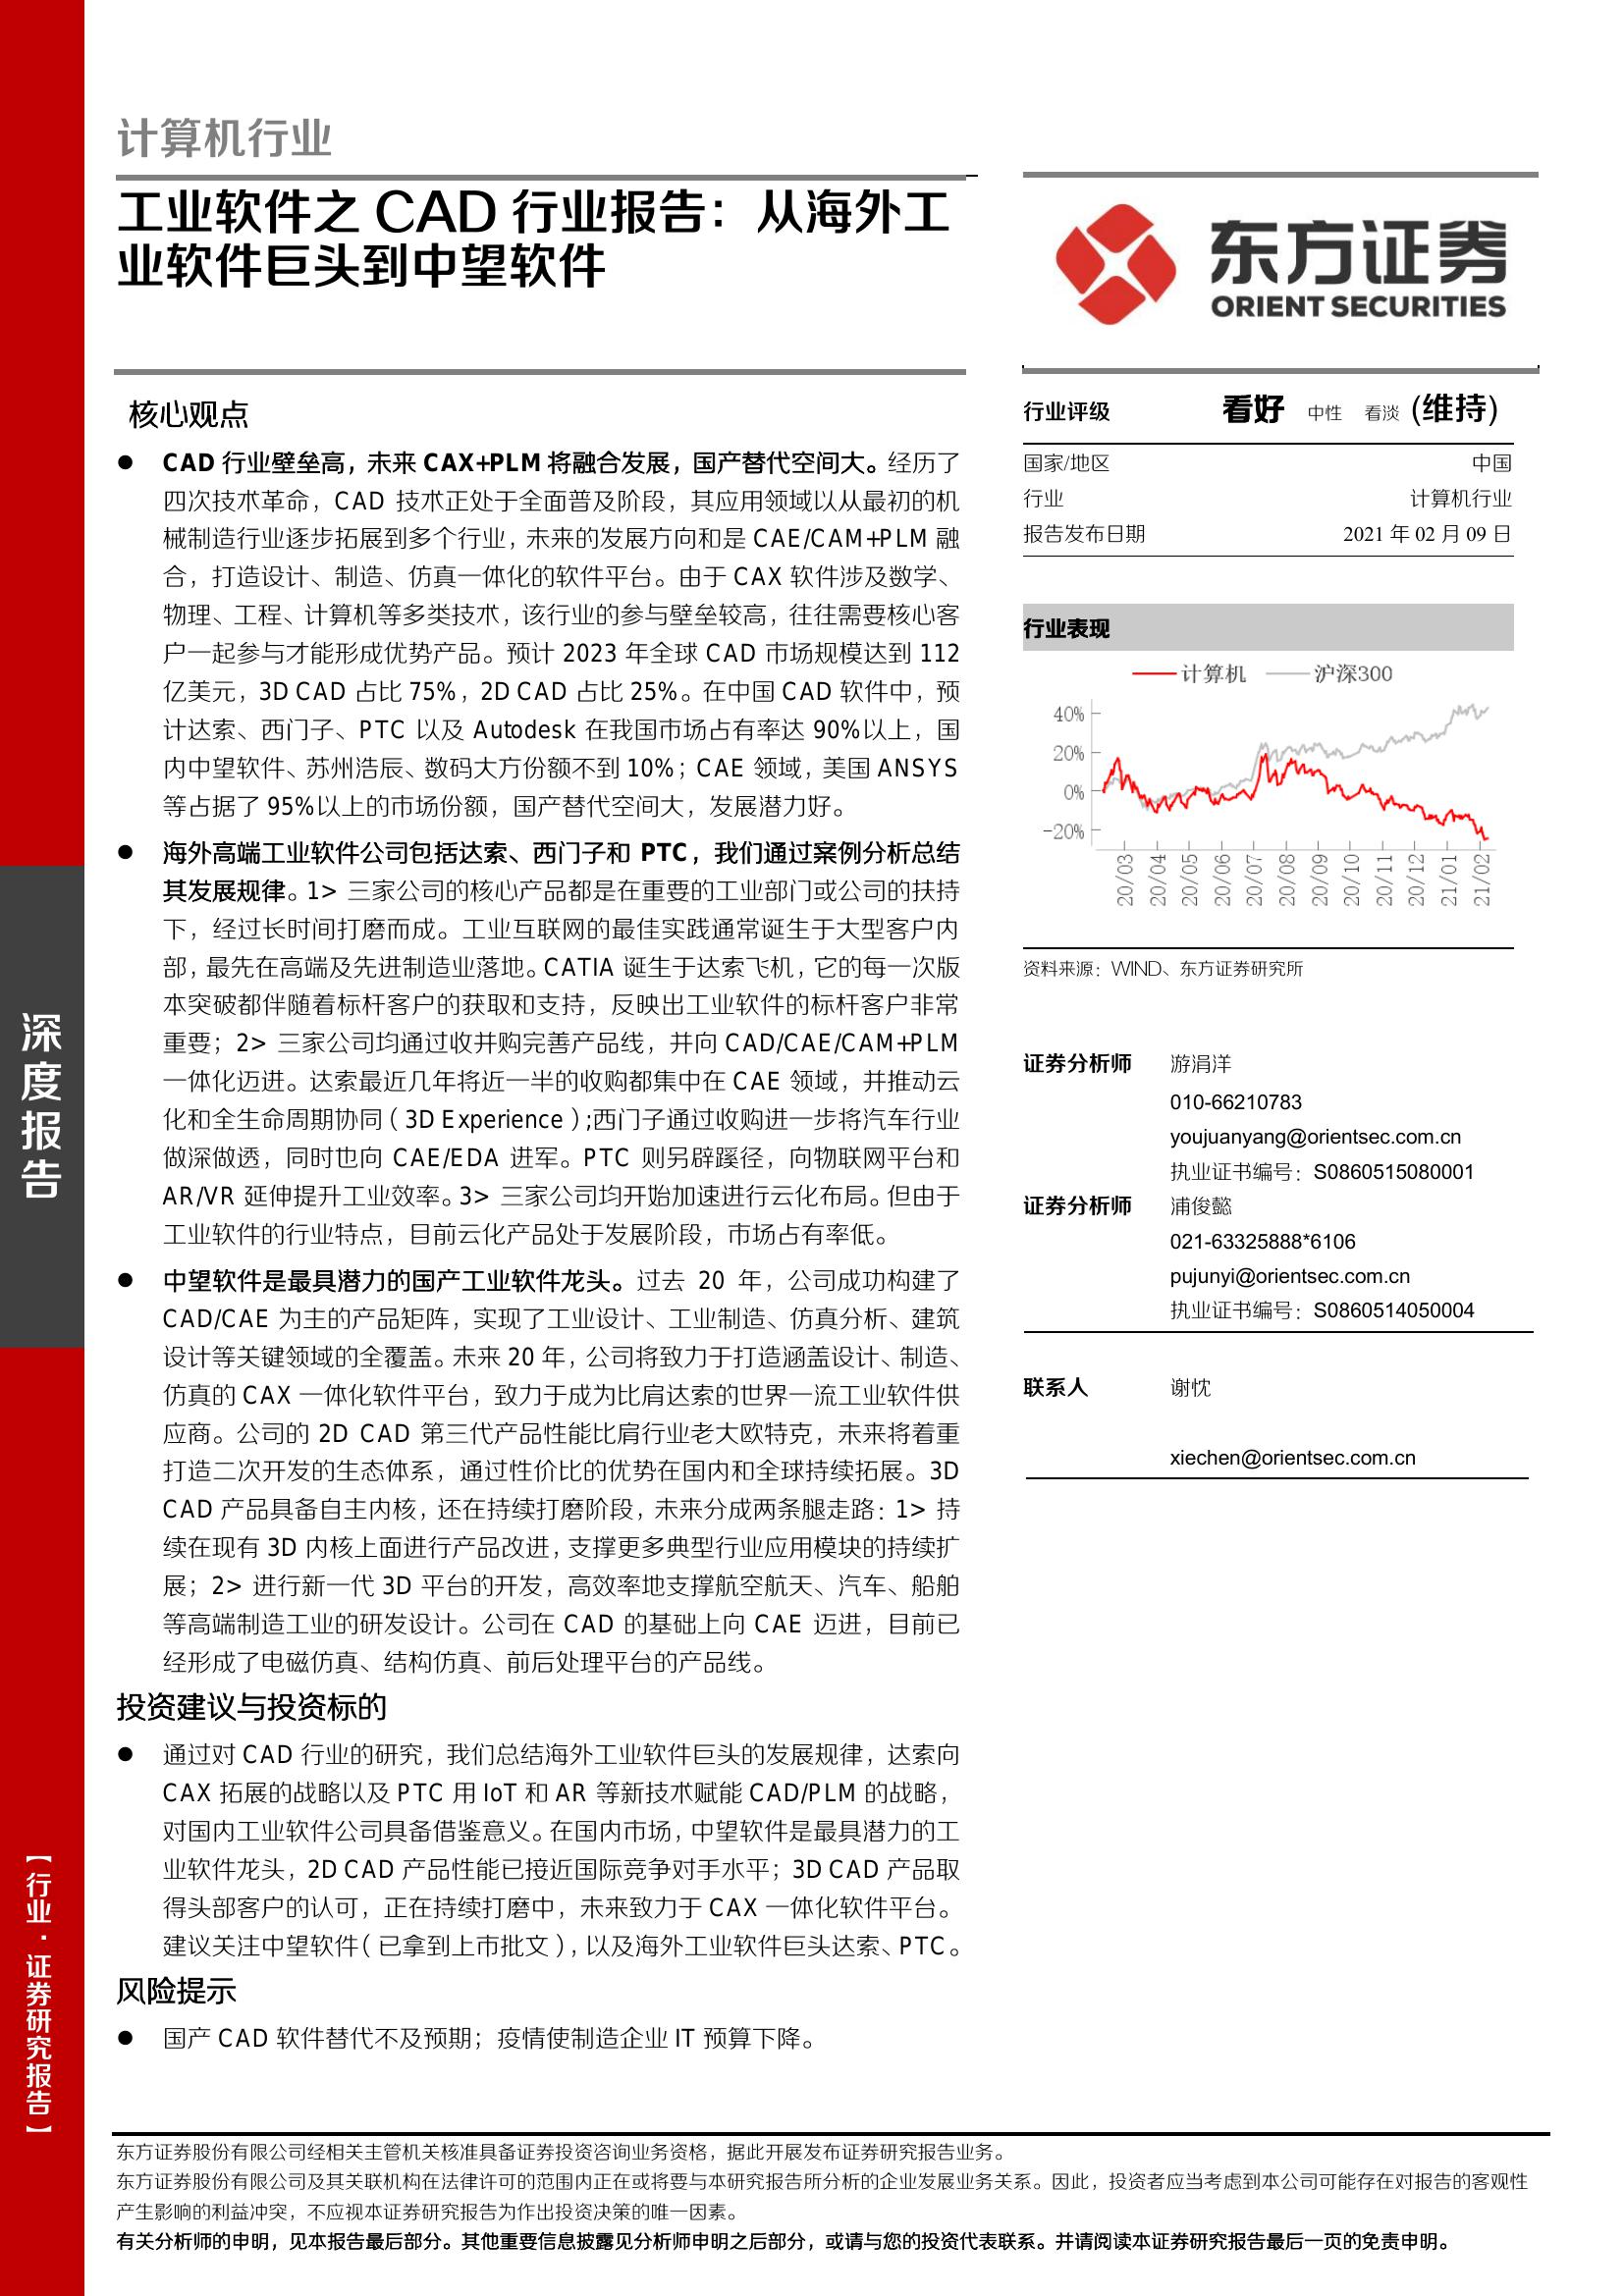 计算机行业
工业软件之 CAD 行业报告：从海外工
业软件巨头到中望软件
核心观点
● CAD 行业壁垒高，未来 CAX+PLM 将融合发展，国产替代空间大。经历了
四次技术革命，CAD 技术正处于全面普及阶段，其应用领域以从最初的机
械制造行业逐步拓展到多个行业，未来的发展方向和是 CAE/CAM+PLM 融
合，打造设计、制造、仿真一体化的软件平台。由于 CAX 软件涉及数学、
物理、工程、计算机等多类技术，该行业的参与壁垒较高，往往需要核心客
户一起参与才能形成优势产品。预计 2023 年全球 CAD 市场规模达到 112
亿美元，3D CAD 占比 75%，2D CAD 占比 25%。在中国 CAD 软件中，预
计达索、西门子、PTC 以及 Autodesk 在我国市场占有率达 90%以上，国
内中望软件、苏州浩辰、数码大方份额不到 10%；CAE 领域，美国 ANSYS
等占据了 95%以上的市场份额，国产替代空间大，发展潜力好。
● 海外高端工业软件公司包括达索、西门子和 PTC，我们通过案例分析总结
其发展规律。1> 三家公司的核心产品都是在重要的工业部门或公司的扶持
下，经过长时间打磨而成。工业互联网的最佳实践通常诞生于大型客户内
部，最先在高端及先进制造业落地。CATIA 诞生于达索飞机，它的每一次版
本突破都伴随着标杆客户的获取和支持，反映出工业软件的标杆客户非常
重要；2> 三家公司均通过收并购完善产品线，并向 CAD/CAE/CAM+PLM
一体化迈进。达索最近几年将近一半的收购都集中在 CAE 领域，并推动云
化和全生命周期协同（3D Experience）;西门子通过收购进一步将汽车行业
做深做透，同时也向 CAE/EDA 进军。PTC 则另辟蹊径，向物联网平台和
AR/VR 延伸提升工业效率。3> 三家公司均开始加速进行云化布局。但由于
工业软件的行业特点，目前云化产品处于发展阶段，市场占有率低。
● 中望软件是最具潜力的国产工业软件龙头。过去 20 年，公司成功构建了
CAD/CAE 为主的产品矩阵，实现了工业设计、工业制造、仿真分析、建筑
设计等关键领域的全覆盖。未来 20 年，公司将致力于打造涵盖设计、制造、
仿真的 CAX 一体化软件平台，致力于成为比肩达索的世界一流工业软件供
应商。公司的 2D CAD 第三代产品性能比肩行业老大欧特克，未来将着重
打造二次开发的生态体系，通过性价比的优势在国内和全球持续拓展。3D
CAD 产品具备自主内核，还在持续打磨阶段，未来分成两条腿走路：1> 持
续在现有 3D 内核上面进行产品改进，支撑更多典型行业应用模块的持续扩
展；2> 进行新一代 3D 平台的开发，高效率地支撑航空航天、汽车、船舶
等高端制造工业的研发设计。公司在 CAD 的基础上向 CAE 迈进，目前已
经形成了电磁仿真、结构仿真、前后处理平台的产品线。
投资建议与投资标的
● 通过对 CAD 行业的研究，我们总结海外工业软件巨头的发展规律，达索向
CAX 拓展的战略以及 PTC 用 IoT 和 AR 等新技术赋能 CAD/PLM 的战略，
对国内工业软件公司具备借鉴意义。在国内市场，中望软件是最具潜力的工
业软件龙头，2D CAD 产品性能已接近国际竞争对手水平；3D CAD 产品取
得头部客户的认可，正在持续打磨中，未来致力于 CAX 一体化软件平台。
建议关注中望软件（已拿到上市批文），以及海外工业软件巨头达索、PTC。
风险提示
● 国产 CAD 软件替代不及预期；疫情使制造企业 IT 预算下降。
东方证券
ORIENT SECURITIES
行业评级 看好 中性 看淡 (维持)
国家/地区 中国
行业 计算机行业
报告发布日期 2021 年 02 月 09 日
行业表现
计算机 沪深300
40%
20%
0%
-20%
20/03 20/04 20/05 20/06 20/07 20/08 20/09 20/10 20/11 20/12 21/01 21/02
资料来源：WIND、东方证券研究所
证券分析师 游涓洋
010-66210783
youjuanyang@orientsec.com.cn
执业证书编号：S0860515080001
证券分析师 浦俊懿
021-63325888*6106
pujunyi@orientsec.com.cn
执业证书编号：S0860514050004
联系人 谢忱
xiechen@orientsec.com.cn
深度报告
【行业·证券研究报告】
东方证券股份有限公司经相关主管机关核准具备证券投资咨询业务资格，据此开展发布证券研究报告业务。
东方证券股份有限公司及其关联机构在法律许可的范围内正在或将要与本研究报告所分析的企业发展业务关系。因此，投资者应当考虑到本公司可能存在对报告的客观性
产生影响的利益冲突，不应视本证券研究报告为作出投资决策的唯一因素。
有关分析师的申明，见本报告最后部分。其他重要信息披露见分析师申明之后部分，或请与您的投资代表联系。并请阅读本证券研究报告最后一页的免责申明。